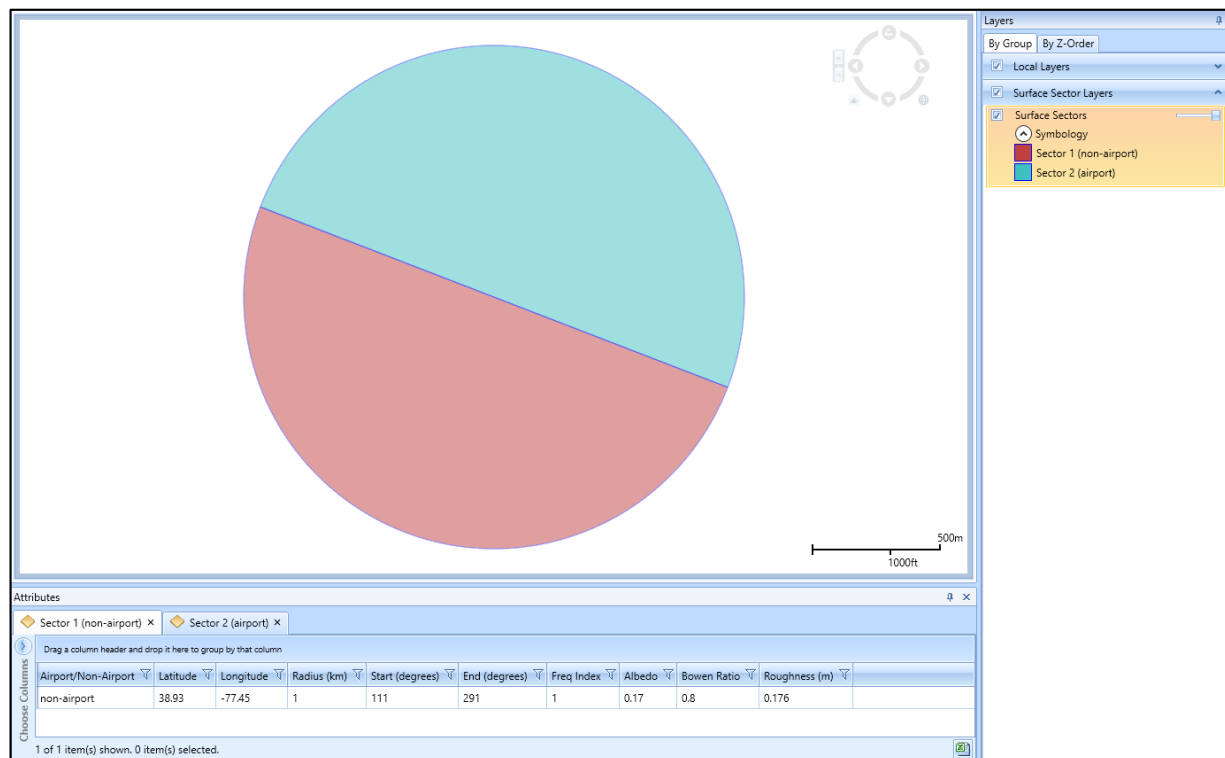 Layers
By Group By Z-Order
Local Layers
Surface Sector Layers
Surface Sectors
Symbology
Sector 1 (non-airport)
Sector 2 (airport)
500m
1000ft
Attributes
Sector 1 (non-airport) × Sector 2 (airport) ×
Choose Columns
Drag a column header and drop it here to group by that column
Airport/Non-Airport Latitude Longitude Radius (km) Start (degrees) End (degrees) Freq Index Albedo Bowen Ratio Roughness (m)
non-airport 38.93 -77.45 1 111 291 1 0.17 0.8 0.176
1 of 1 item(s) shown. 0 item(s) selected.